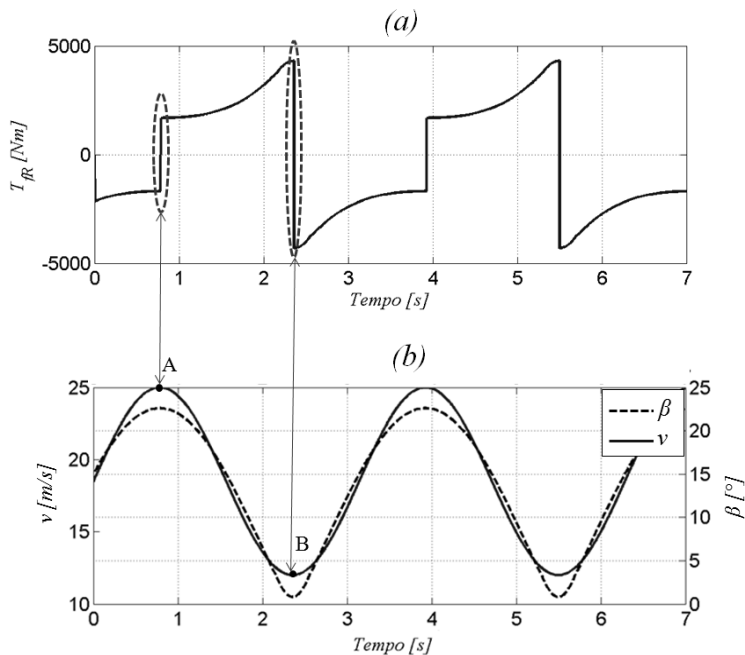 (a)
5000
0
-5000
T_fR [Nm]
0 1 2 3 4 5 6 7
Tempo [s]
(b)
A
B
25
20
15
10
v [m/s]
25
20
15
10
5
0
β [°]
β
v
0 1 2 3 4 5 6 7
Tempo [s]